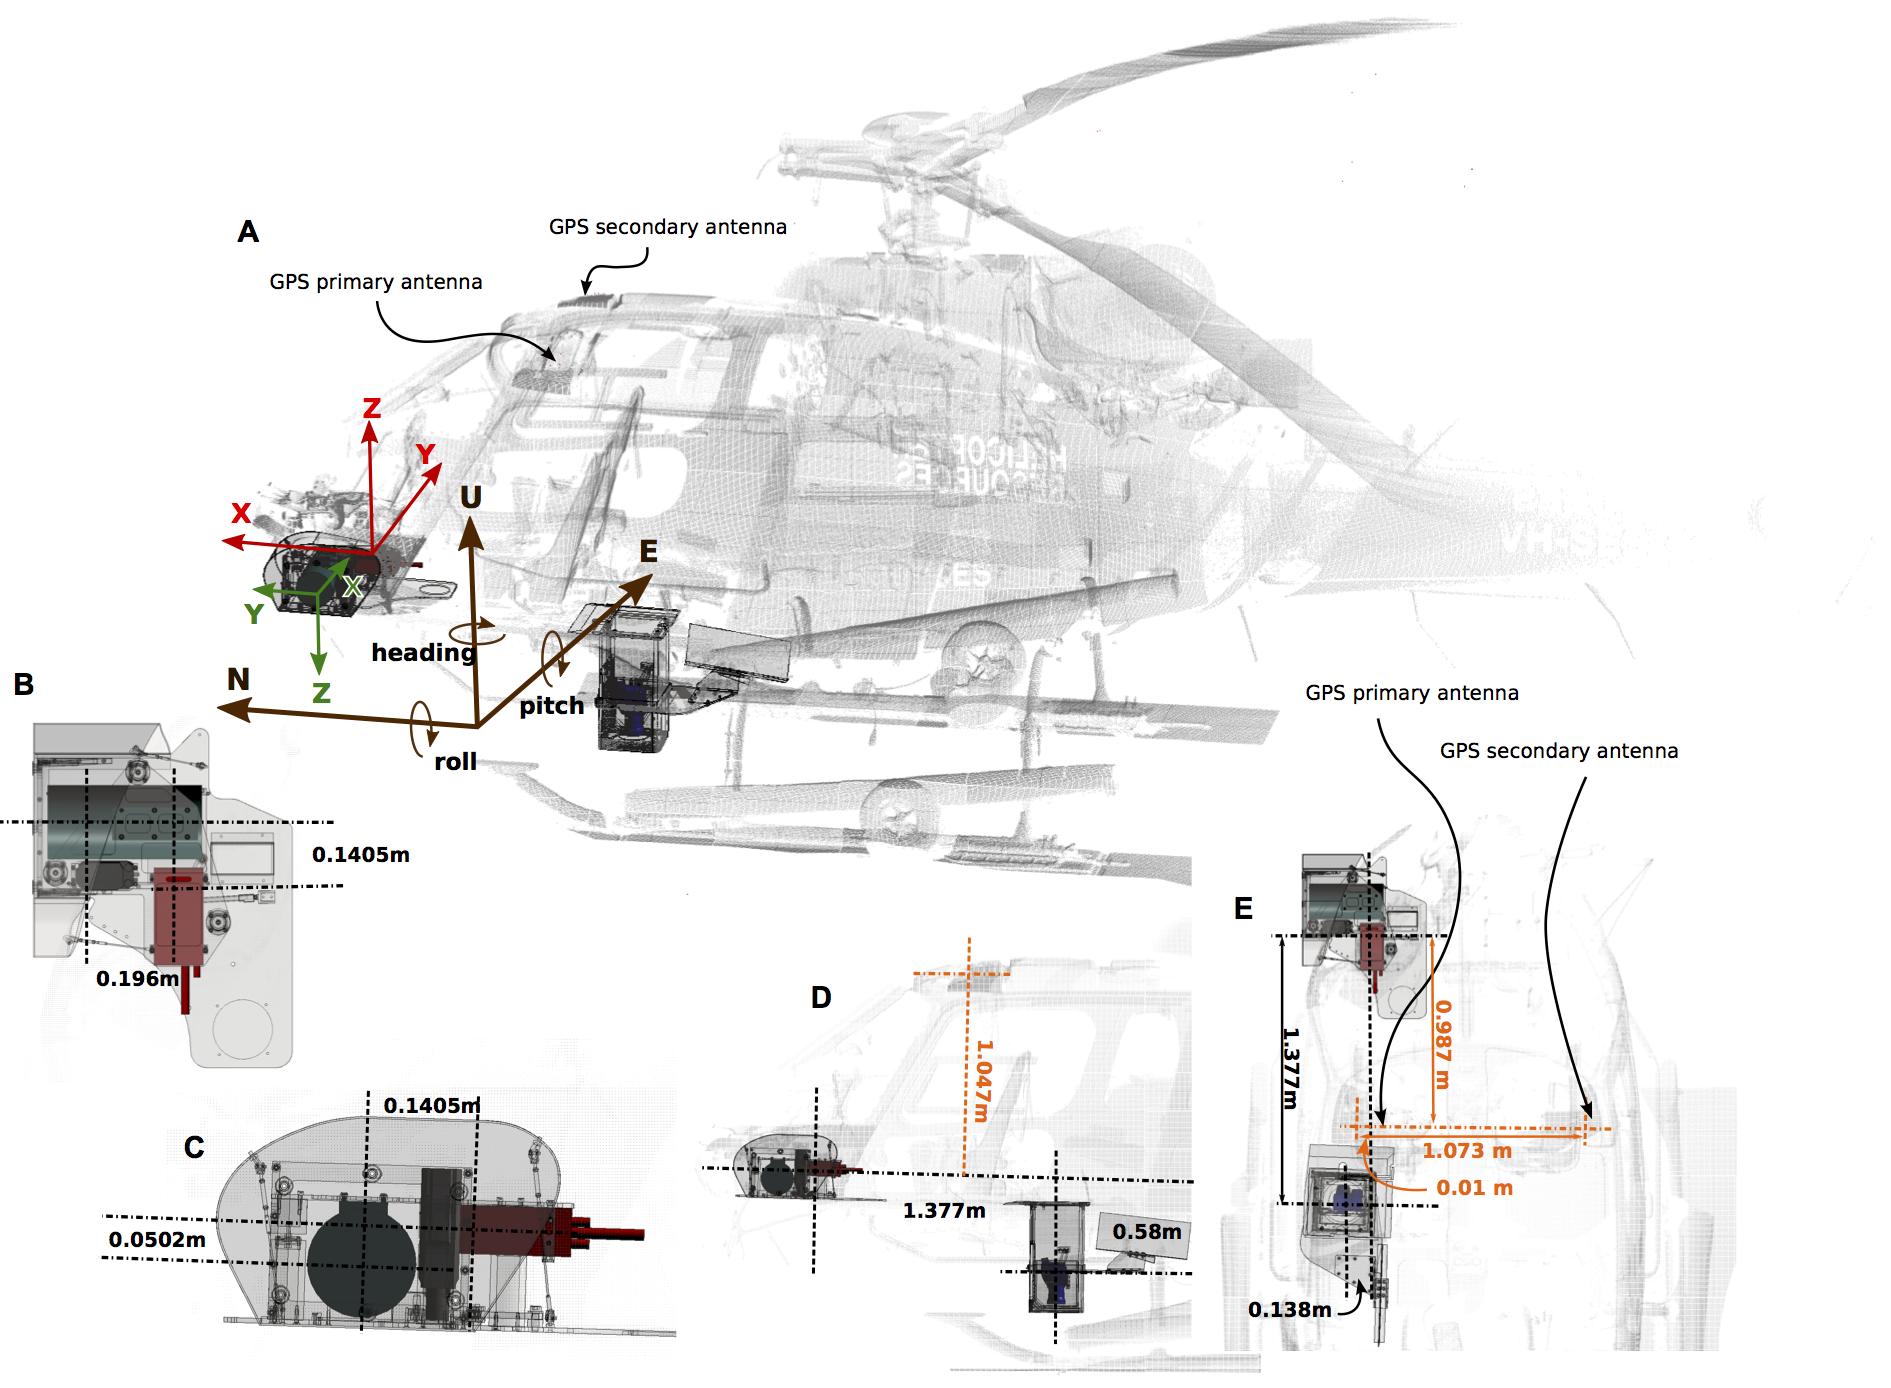 A
GPS secondary antenna
GPS primary antenna
Z
Y
X
U
E
X
Y
Z
heading
N
pitch
roll
B
0.1405m
0.196m
C
0.1405m
0.0502m
D
1.047m
1.377m
0.58m
GPS primary antenna
GPS secondary antenna
E
1.377m
0.987 m
1.073 m
0.01 m
0.138m